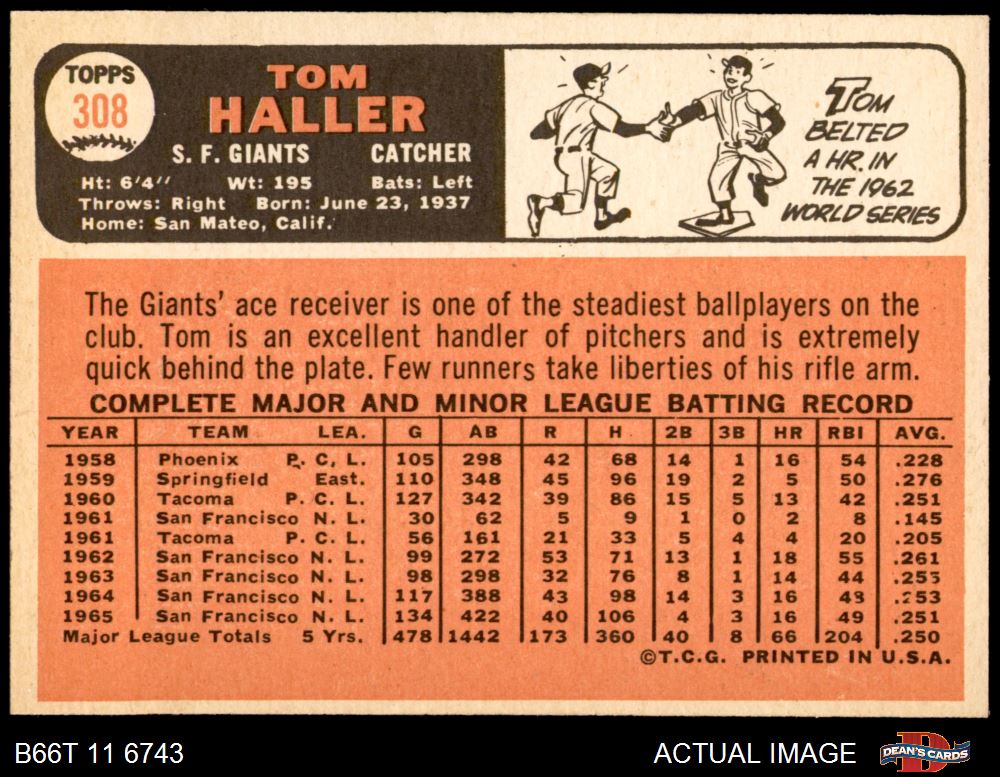 TOPPS
308
TOM
HALLER
S. F. GIANTS CATCHER
Ht: 6'4" Wt: 195 Bats: Left
Throws: Right Born: June 23, 1937
Home: San Mateo, Calif.
TOM
BELTED
A HR. IN
THE 1962
WORLD SERIES
The Giants' ace receiver is one of the steadiest ballplayers on the
club. Tom is an excellent handler of pitchers and is extremely
quick behind the plate. Few runners take liberties of his rifle arm.
COMPLETE MAJOR AND MINOR LEAGUE BATTING RECORD
YEAR TEAM LEA. G AB R H 2B 3B HR RBI AVG.
1958 Phoenix P. C. L. 105 298 42 68 14 1 16 54 .228
1959 Springfield East. 110 348 45 96 19 2 5 50 .276
1960 Tacoma P. C. L. 127 342 39 86 15 5 13 42 .251
1961 San Francisco N. L. 30 62 5 9 1 0 2 8 .145
1961 Tacoma P. C. L. 56 161 21 33 5 4 4 20 .205
1962 San Francisco N. L. 99 272 53 71 13 1 18 55 .261
1963 San Francisco N. L. 98 298 32 76 8 1 14 44 .255
1964 San Francisco N. L. 117 388 43 98 14 3 16 48 .253
1965 San Francisco N. L. 134 422 40 106 4 3 16 49 .251
Major League Totals 5 Yrs. 478 1442 173 360 40 8 66 204 .250
©T.C.G. PRINTED IN U.S.A.
B66T 11 6743 ACTUAL IMAGE DEAN'S CARDS